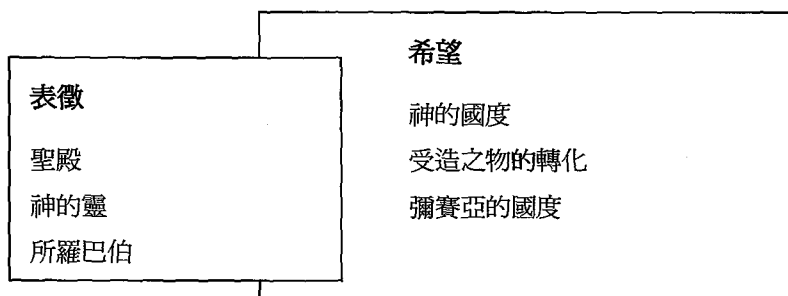 表徵
聖殿
神的靈
所羅巴伯
希望
神的國度
受造之物的轉化
彌賽亞的國度